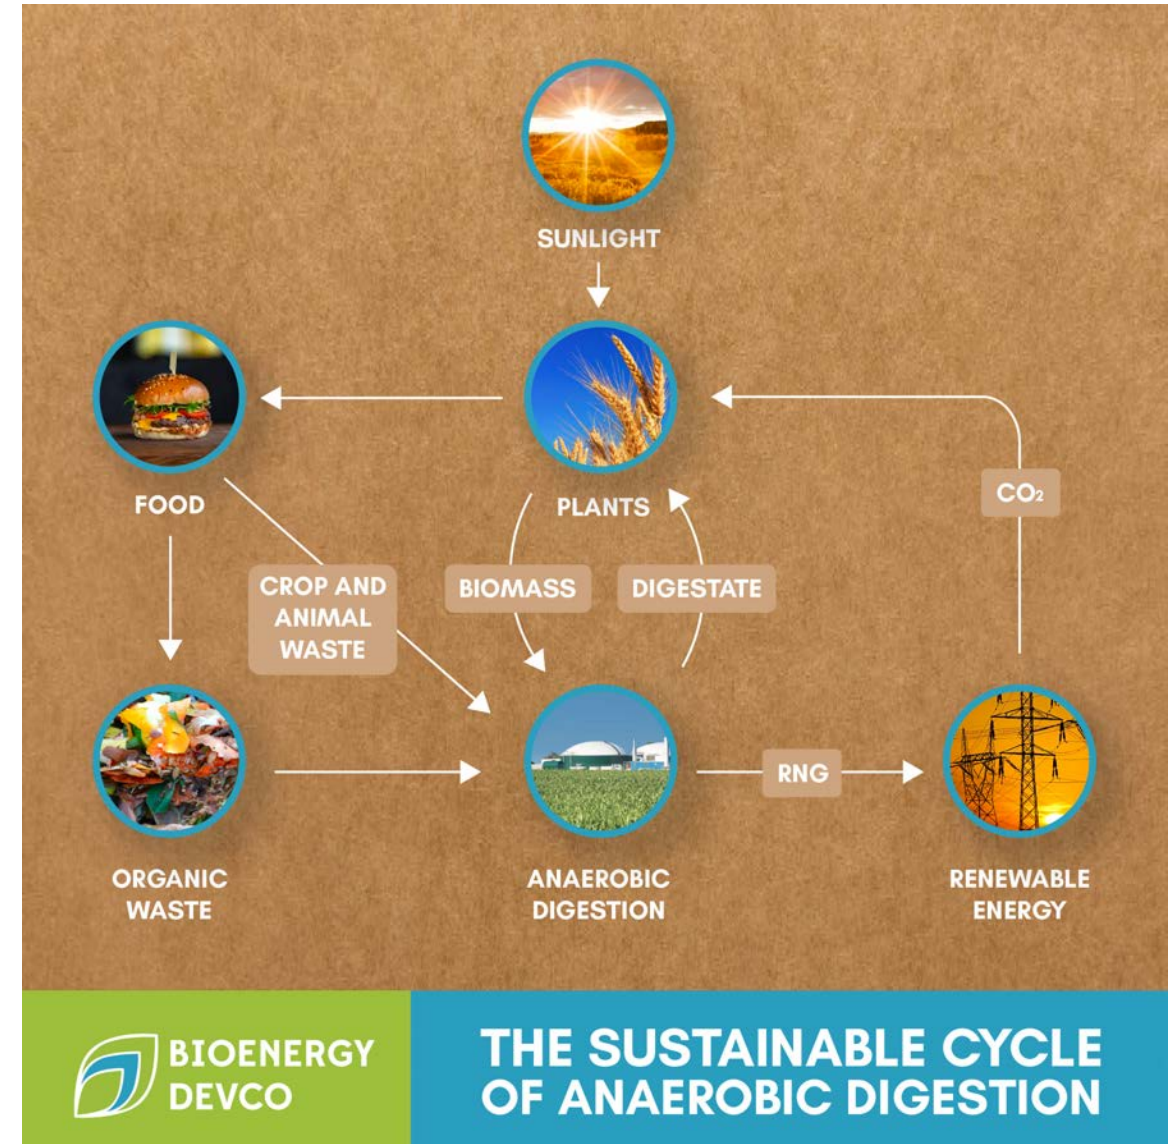 SUNLIGHT
FOOD
PLANTS
CO₂
CROP AND
ANIMAL
WASTE
BIOMASS
DIGESTATE
RNG
ORGANIC
WASTE
ANAEROBIC
DIGESTION
RENEWABLE
ENERGY
BIOENERGY
DEVCO
THE SUSTAINABLE CYCLE
OF ANAEROBIC DIGESTION